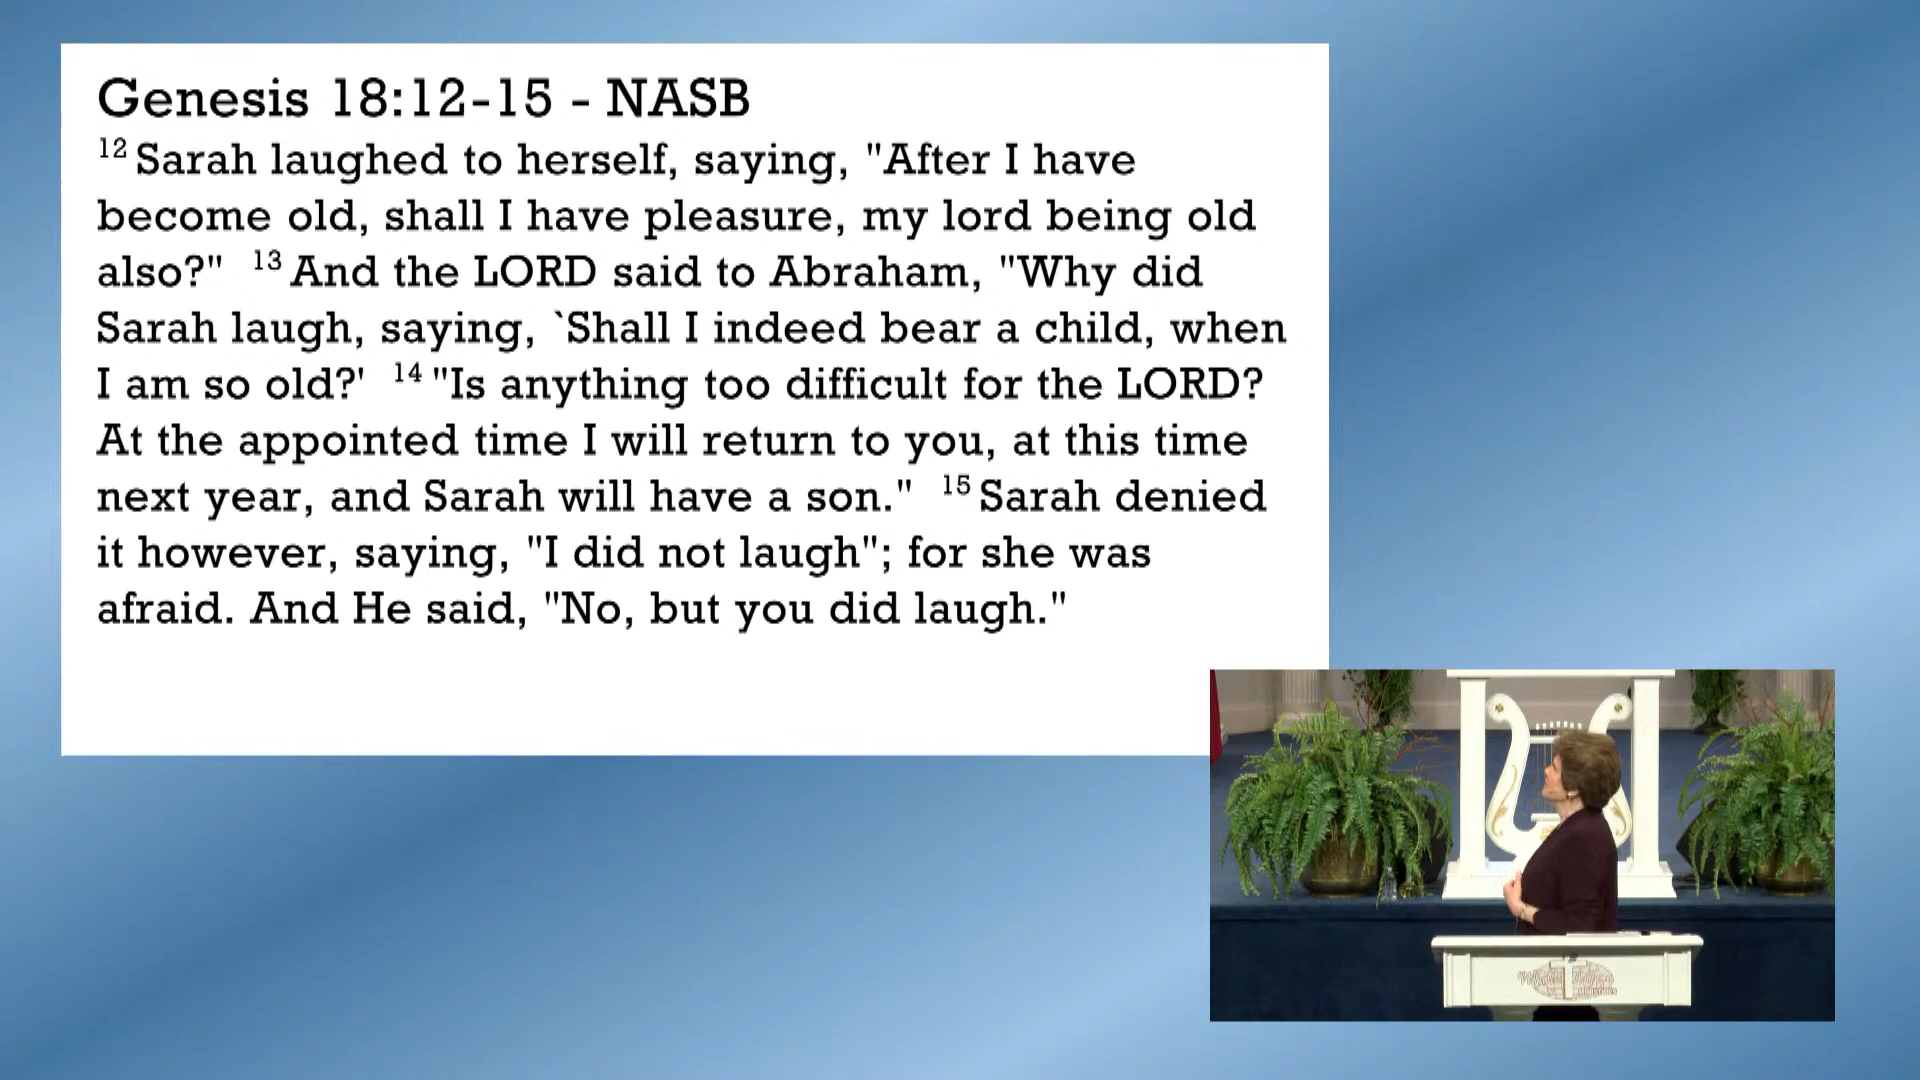 Genesis 18:12-15 - NASB
12 Sarah laughed to herself, saying, "After I have
become old, shall I have pleasure, my lord being old
also?" 13 And the LORD said to Abraham, "Why did
Sarah laugh, saying, `Shall I indeed bear a child, when
I am so old?' 14 "Is anything too difficult for the LORD?
At the appointed time I will return to you, at this time
next year, and Sarah will have a son." 15 Sarah denied
it however, saying, "I did not laugh"; for she was
afraid. And He said, "No, but you did laugh."